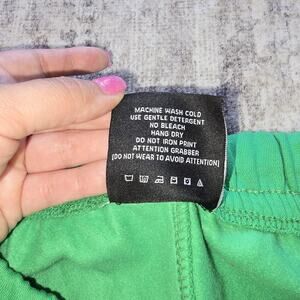 MACHINE WASH COLD
USE GENTLE DETERGENT
NO BLEACH
HANG DRY
DO NOT IRON PRINT
ATTENTION GRABBER
(DO NOT WEAR TO AVOID ATTENTION)